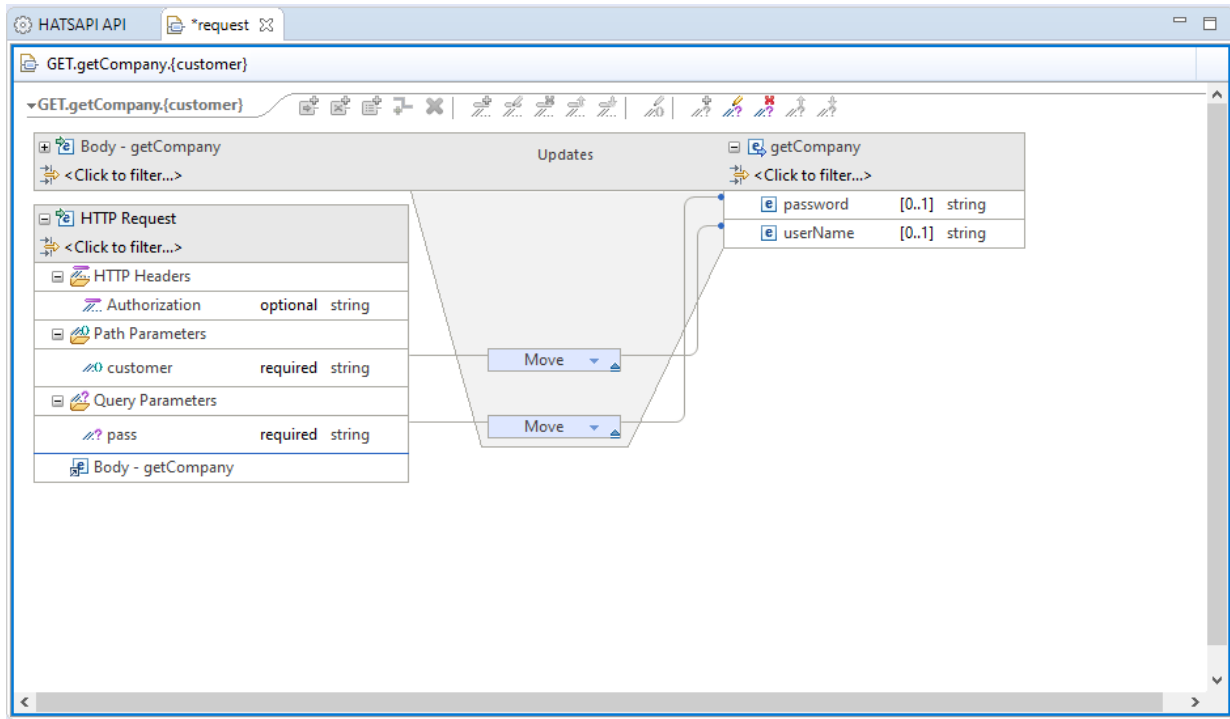 HATSAPI API
*request
GET.getCompany.{customer}
GET.getCompany.{customer}
Body - getCompany
<Click to filter...>
Updates
getCompany
<Click to filter...>
password [0..1] string
userName [0..1] string
HTTP Request
<Click to filter...>
HTTP Headers
Authorization optional string
Path Parameters
customer required string
Move
Query Parameters
pass required string
Move
Body - getCompany